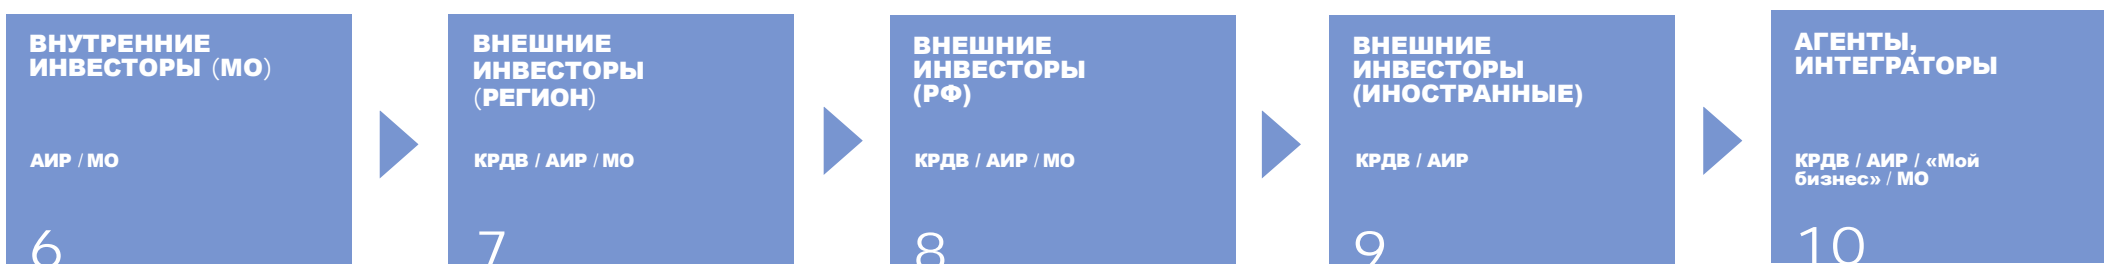 ВНУТРЕННИЕ
ИНВЕСТОРЫ (МО)
АИР / МО
6
ВНЕШНИЕ
ИНВЕСТОРЫ
(РЕГИОН)
КРДВ / АИР / МО
7
ВНЕШНИЕ
ИНВЕСТОРЫ
(РФ)
КРДВ / АИР / МО
8
ВНЕШНИЕ
ИНВЕСТОРЫ
(ИНОСТРАННЫЕ)
КРДВ / АИР
9
АГЕНТЫ,
ИНТЕГРАТОРЫ
КРДВ / АИР / «Мой
бизнес» / МО
10